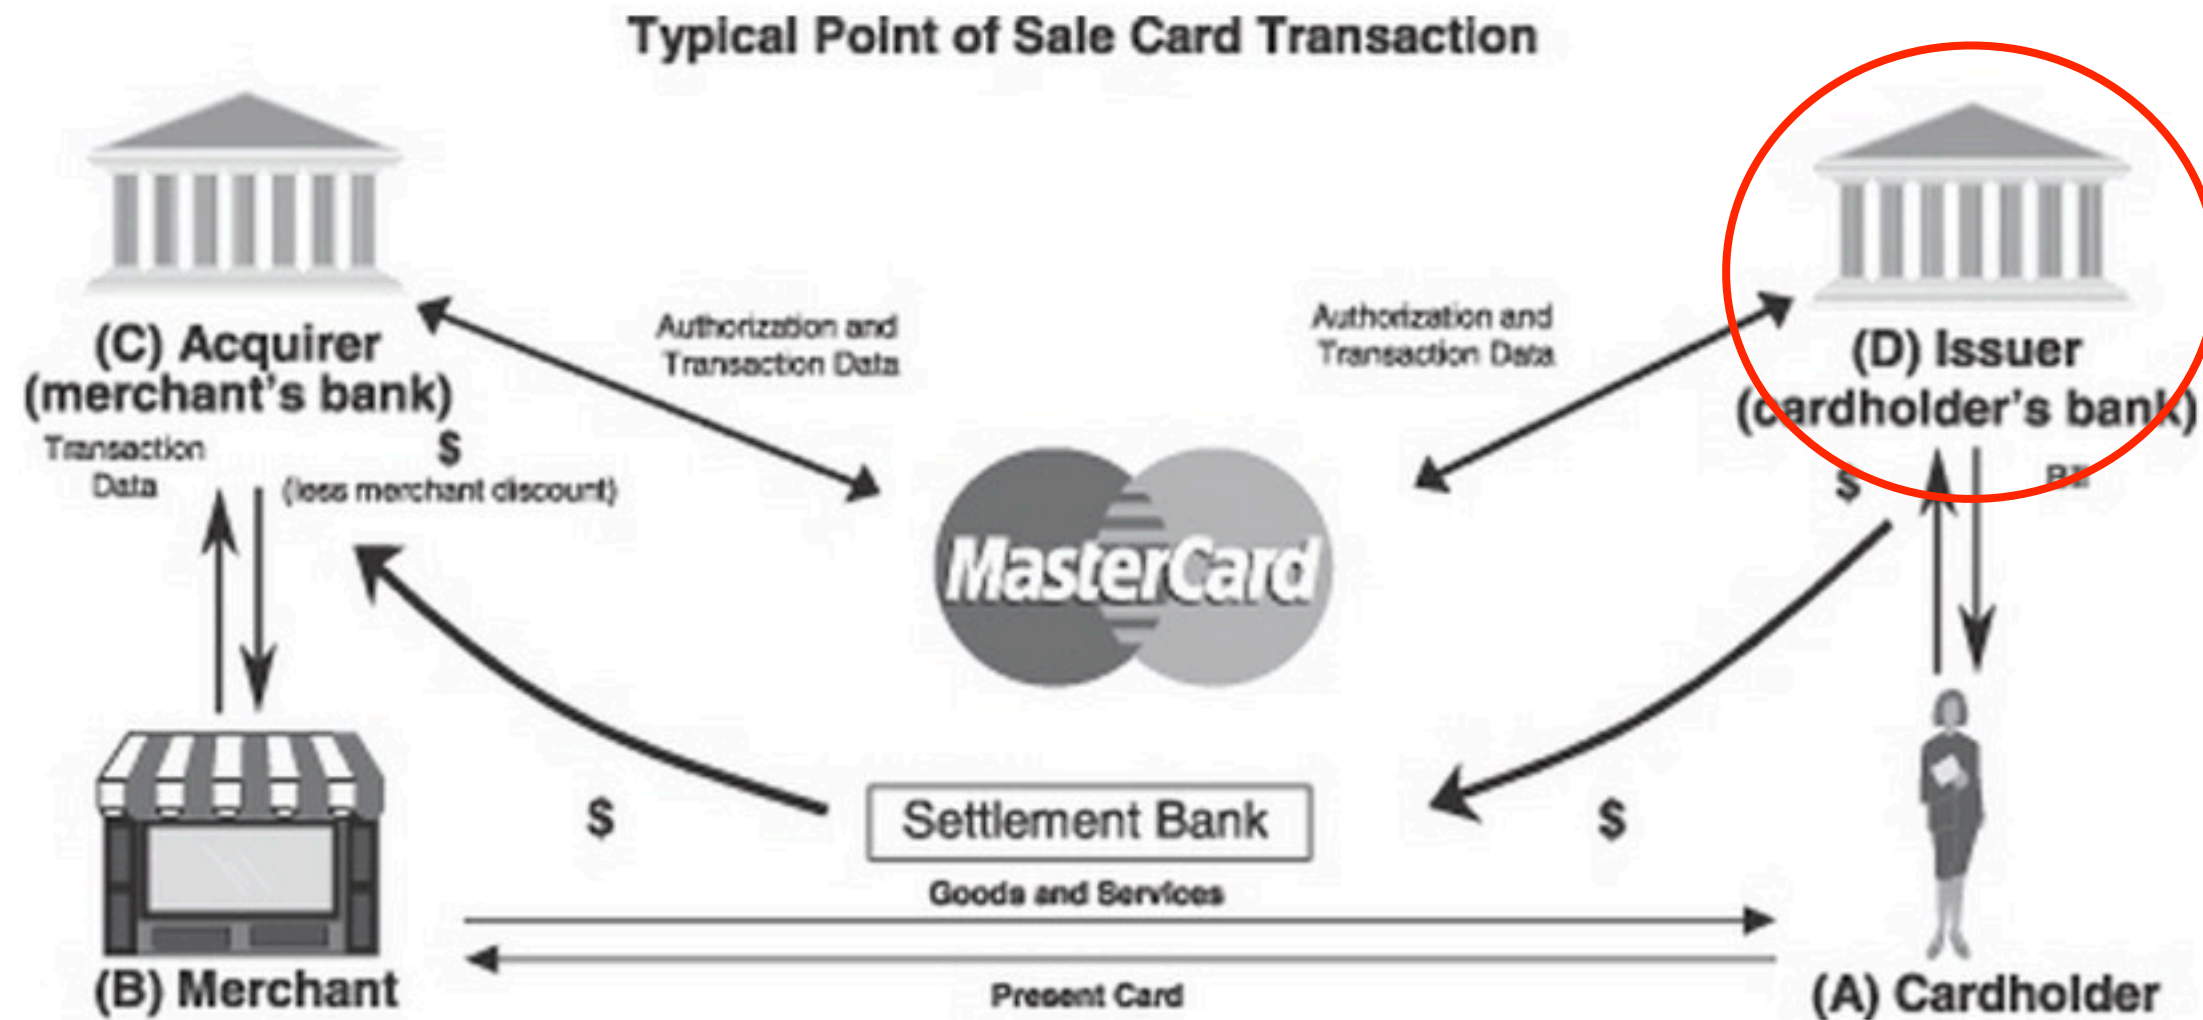 Typical Point of Sale Card Transaction
(C) Acquirer
(merchant's bank)
Authorization and
Transaction Data
Authorization and
Transaction Data
(D) Issuer
(cardholder's bank)
Transaction
Data
$
(less merchant discount)
$
MasterCard
$
Settlement Bank
$
Goods and Services
Present Card
(B) Merchant
(A) Cardholder